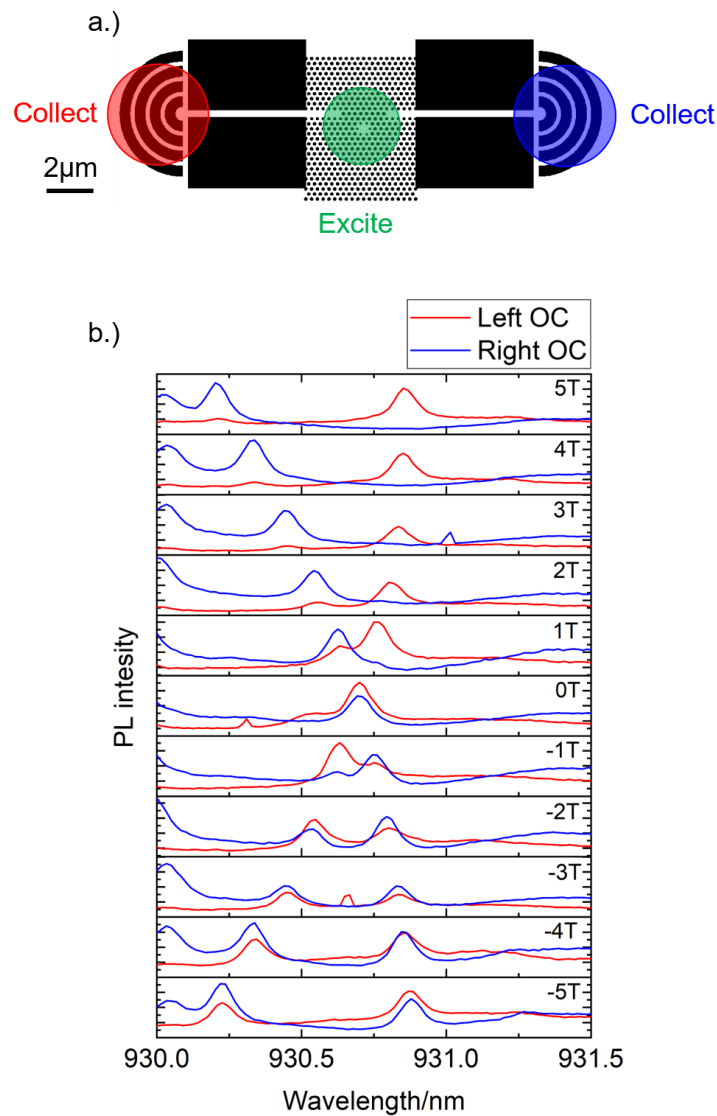 a.)
Collect
Collect
2μm
Excite
b.)
Left OC
Right OC
5T
4T
3T
2T
1T
0T
-1T
-2T
-3T
-4T
-5T
PL intesity
930.0 930.5 931.0 931.5
Wavelength/nm